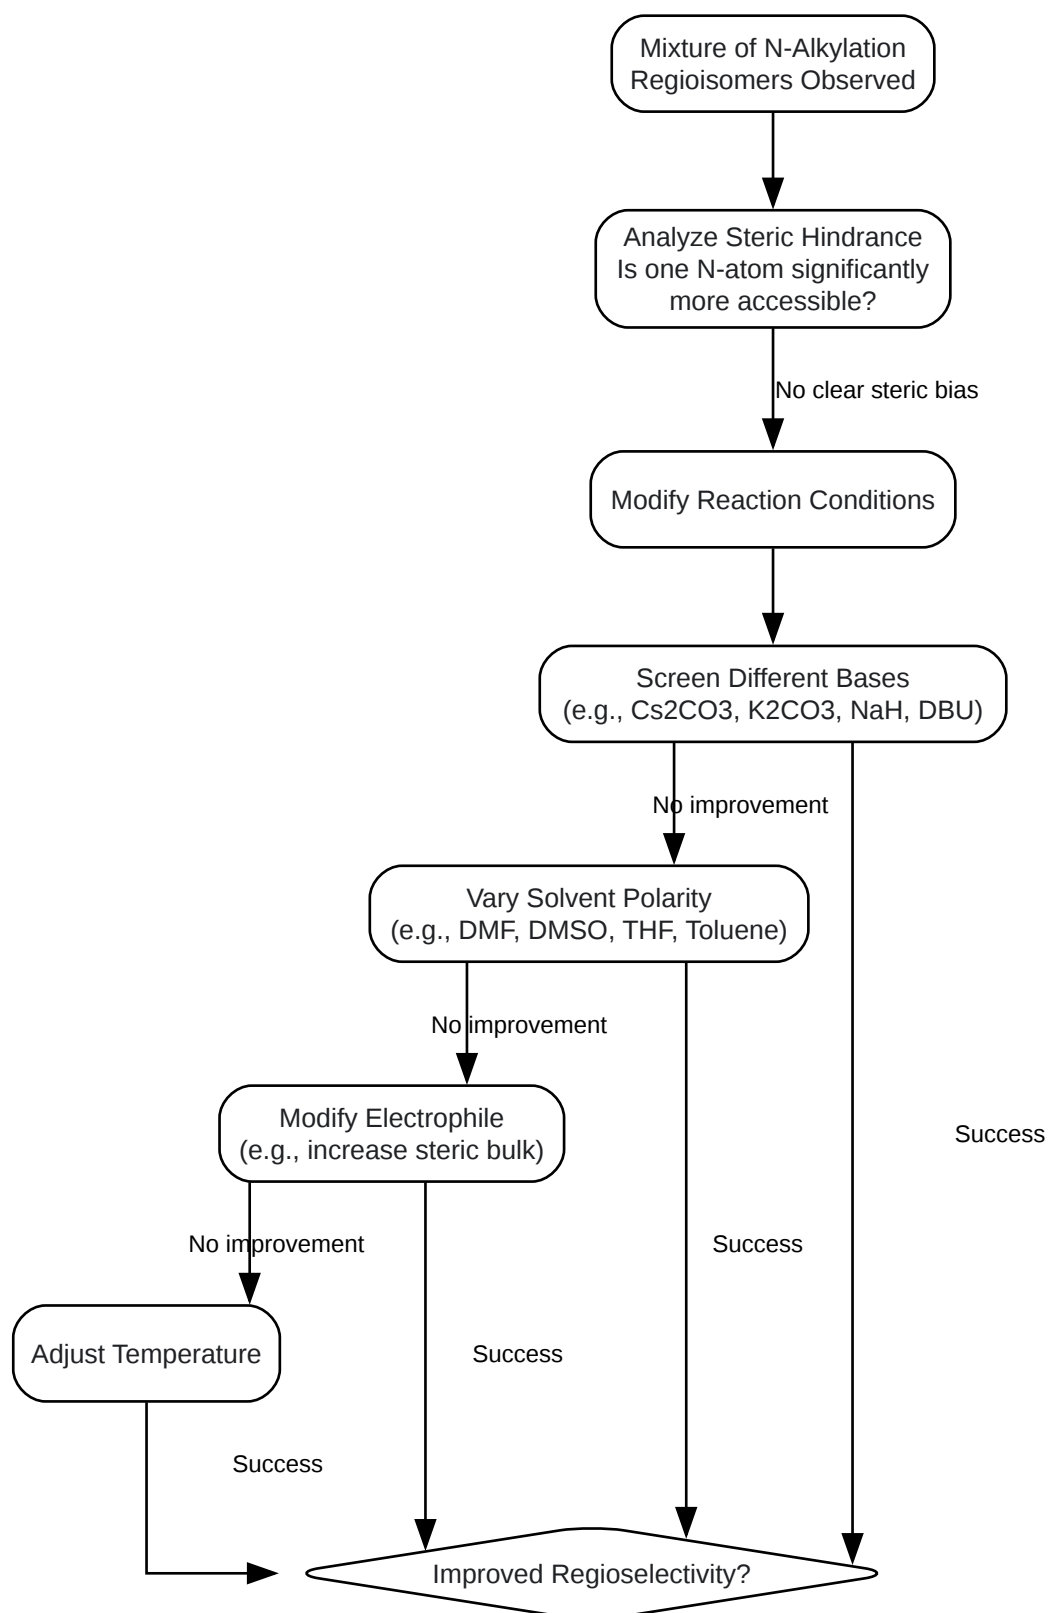 Mixture of N-Alkylation
Regioisomers Observed
Analyze Steric Hindrance
Is one N-atom significantly
more accessible?
No clear steric bias
Modify Reaction Conditions
Screen Different Bases
(e.g., Cs2CO3, K2CO3, NaH, DBU)
No improvement
Vary Solvent Polarity
(e.g., DMF, DMSO, THF, Toluene)
No improvement
Modify Electrophile
(e.g., increase steric bulk)
Success
No improvement
Success
Adjust Temperature
Success
Success
Improved Regioselectivity?